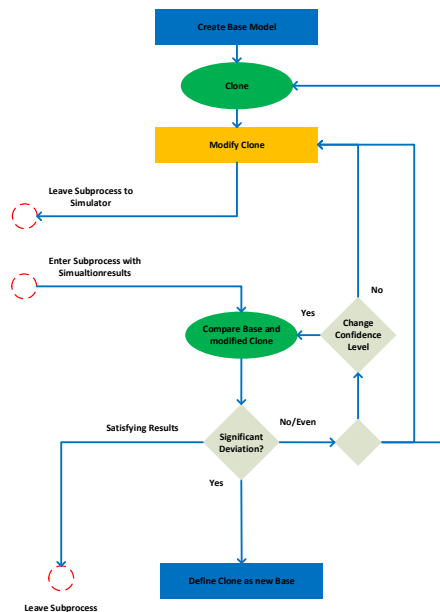 Create Base Model
Clone
Modify Clone
Leave Subprocess to
Simulator
Enter Subprocess with
Simualtionresults
No
Yes
Change
Confidence
Level
Compare Base and
modified Clone
Satisfying Results
Significant
Deviation?
No/Even
Yes
Define Clone as new Base
Leave Subprocess